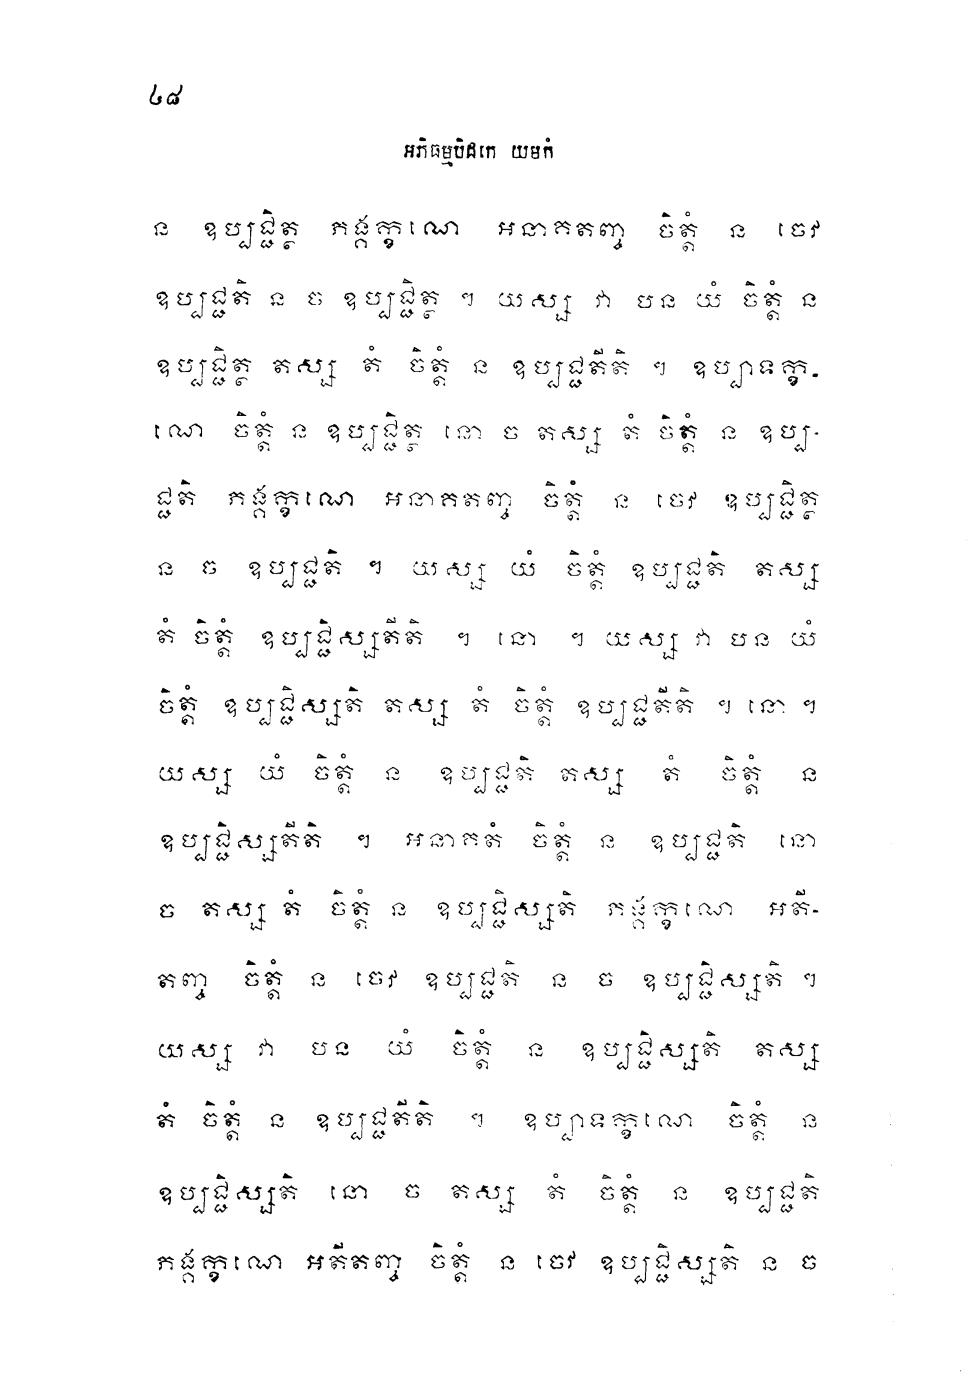 ៤៨
អភិធម្មបិដកេ យមកំ
ន ឧប្បជ្ជិត្ថ ភង្គក្ខណេ អនាគតញ្ច ចិត្តំ ន ចេវ
ឧប្បជ្ជតិ ន ច ឧប្បជ្ជិត្ថ ។ យស្ស វា បន យំ ចិត្តំ ន
ឧប្បជ្ជិត្ថ តស្ស តំ ចិត្តំ ន ឧប្បជ្ជតីតិ ។ ឧប្បាទក្ខ-
ណេ ចិត្តំ ន ឧប្បជ្ជិត្ថ នោ ច តស្ស តំ ចិត្តំ ន ឧប្ប-
ជ្ជតិ ភង្គក្ខណេ អនាគតញ្ច ចិត្តំ ន ចេវ ឧប្បជ្ជិត្ថ
ន ច ឧប្បជ្ជតិ ។ យស្ស យំ ចិត្តំ ឧប្បជ្ជតិ តស្ស
តំ ចិត្តំ ឧប្បជ្ជិស្សតីតិ ។ នោ ។ យស្ស វា បន យំ
ចិត្តំ ឧប្បជ្ជិស្សតិ តស្ស តំ ចិត្តំ ឧប្បជ្ជតីតិ ។ នោ ។
យស្ស យំ ចិត្តំ ន ឧប្បជ្ជតិ តស្ស តំ ចិត្តំ ន
ឧប្បជ្ជិស្សតីតិ ។ អនាគតំ ចិត្តំ ន ឧប្បជ្ជតិ នោ
ច តស្ស តំ ចិត្តំ ន ឧប្បជ្ជិស្សតិ ភង្គក្ខណេ អតី-
តញ្ច ចិត្តំ ន ចេវ ឧប្បជ្ជតិ ន ច ឧប្បជ្ជិស្សតិ ។
យស្ស វា បន យំ ចិត្តំ ន ឧប្បជ្ជិស្សតិ តស្ស
តំ ចិត្តំ ន ឧប្បជ្ជតីតិ ។ ឧប្បាទក្ខណេ ចិត្តំ ន
ឧប្បជ្ជិស្សតិ នោ ច តស្ស តំ ចិត្តំ ន ឧប្បជ្ជតិ
ភង្គក្ខណេ អតីតញ្ច ចិត្តំ ន ចេវ ឧប្បជ្ជិស្សតិ ន ច